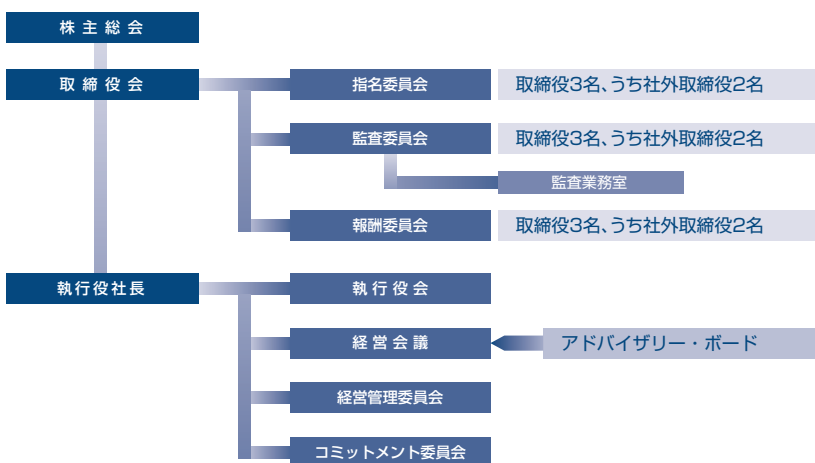 株主総会
取締役会
指名委員会 取締役3名、うち社外取締役2名
監査委員会 取締役3名、うち社外取締役2名
監査業務室
報酬委員会 取締役3名、うち社外取締役2名
執行役社長 執行役会
経営会議 アドバイザリー・ボード
経営管理委員会
コミットメント委員会